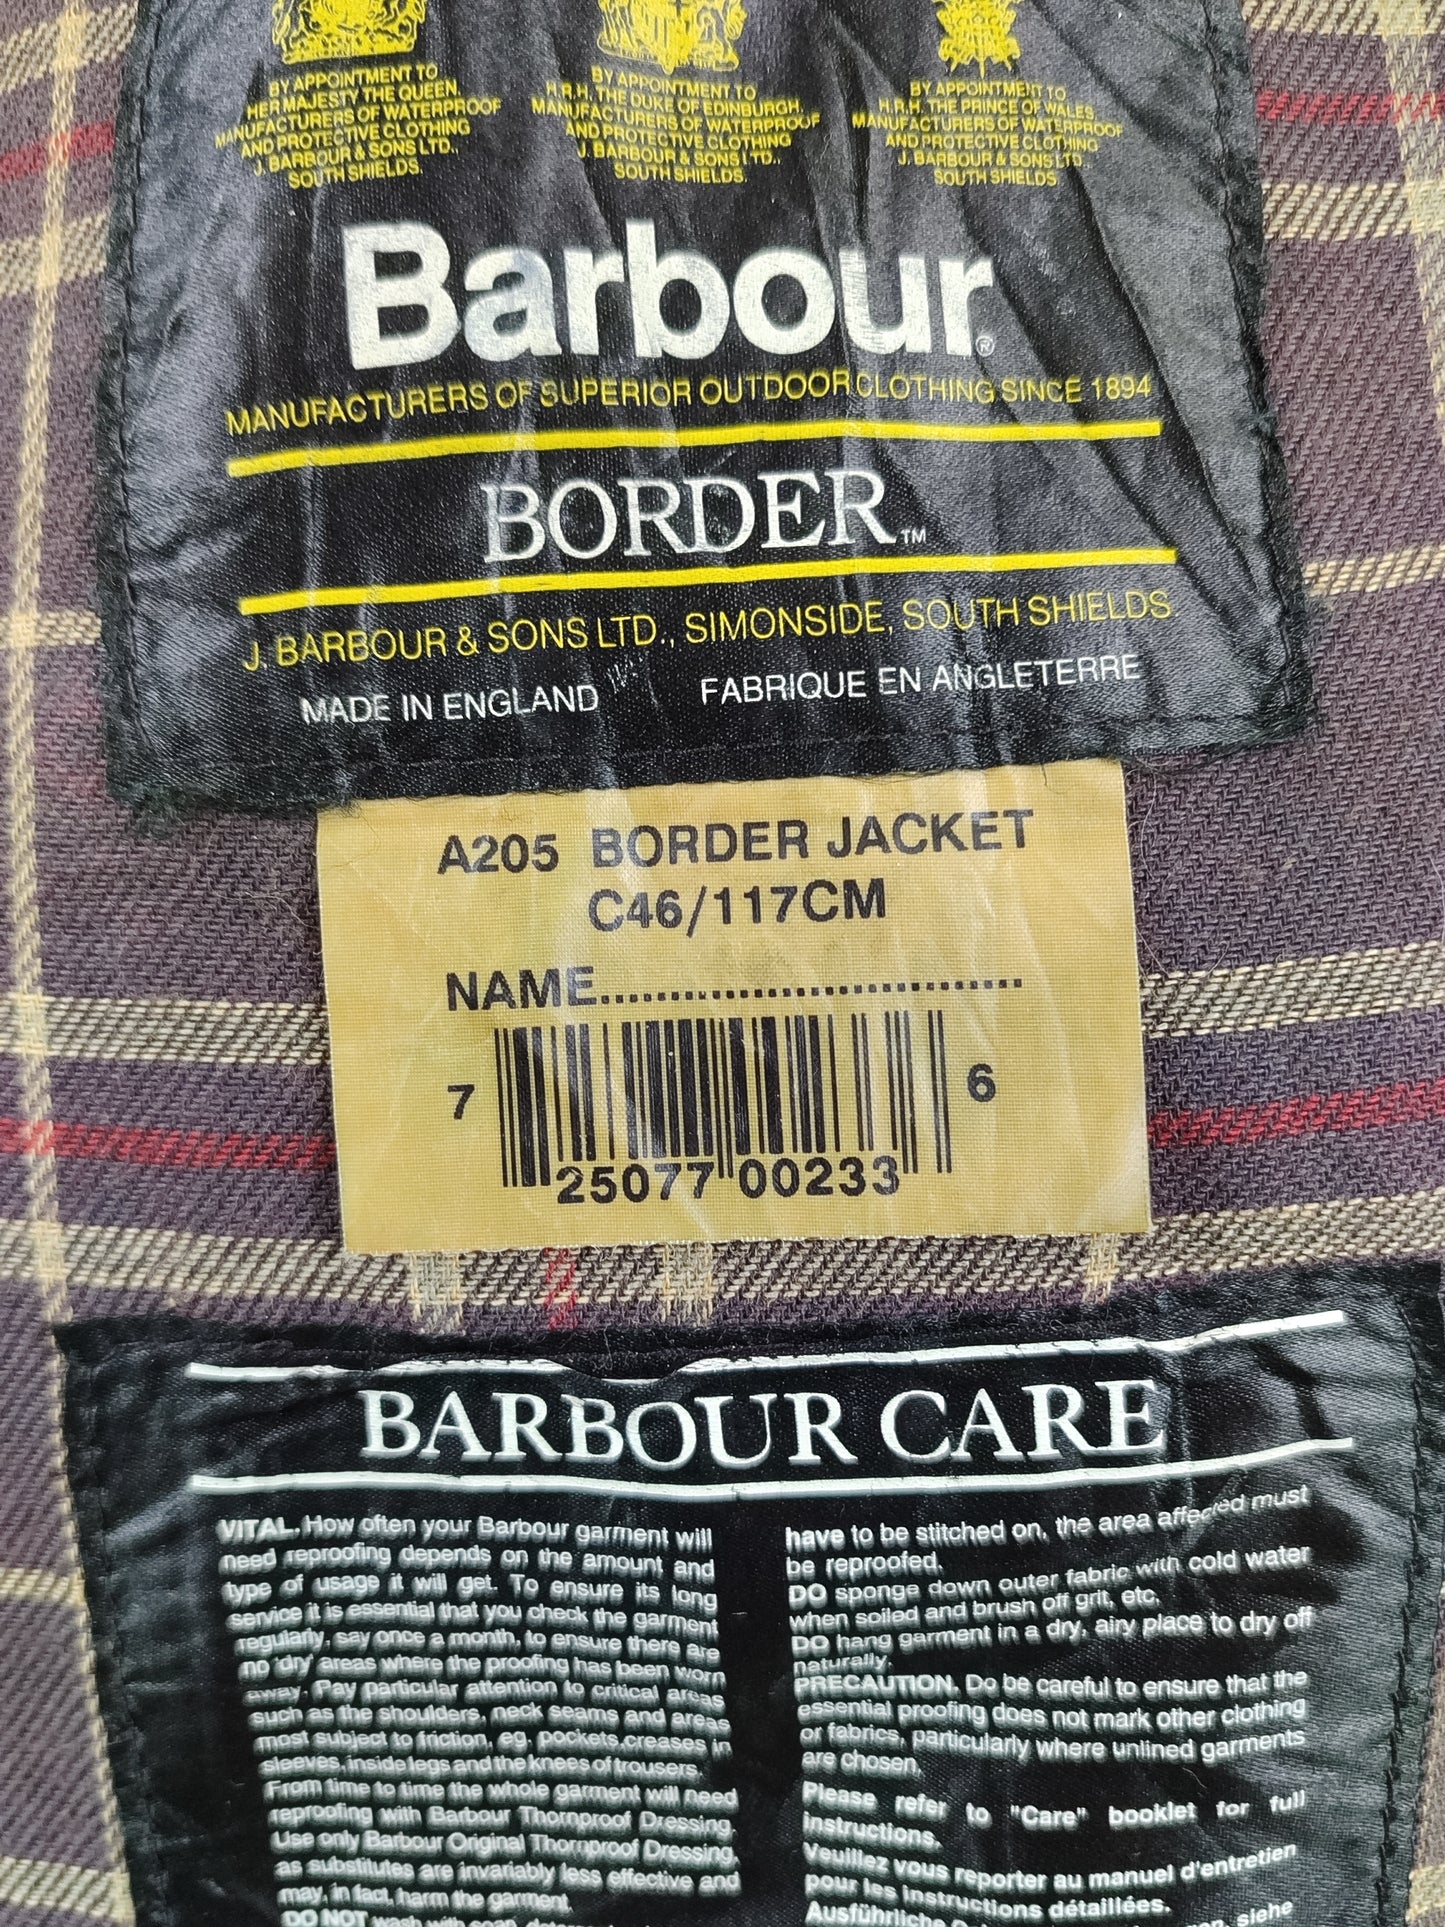 BY APPOINTMENT TO
HER MAJESTY THE QUEEN.
MANUFACTURERS OF WATERPROOF
AND PROTECTIVE CLOTHING
J. BARBOUR & SONS LTD.,
SOUTH SHIELDS.
BY APPOINTMENT TO
H.R.H. THE DUKE OF EDINBURGH.
MANUFACTURERS OF WATERPROOF
AND PROTECTIVE CLOTHING
J. BARBOUR & SONS LTD.,
SOUTH SHIELDS.
BY APPOINTMENT TO
H.R.H. THE PRINCE OF WALES.
MANUFACTURERS OF WATERPROOF
AND PROTECTIVE CLOTHING
J. BARBOUR & SONS LTD.
SOUTH SHIELDS
Barbour®
MANUFACTURERS OF SUPERIOR OUTDOOR CLOTHING SINCE 1894
BORDER™
J. BARBOUR & SONS LTD., SIMONSIDE, SOUTH SHIELDS.
MADE IN ENGLAND FABRIQUE EN ANGLETERRE
A205 BORDER JACKET
C46/117CM
NAME..............................
7 25077 00233 6
BARBOUR CARE
VITAL. How often your Barbour garment will
need reproofing depends on the amount and
type of usage it will get. To ensure its long
service it is essential that you check the garment
regularly, say once a month, to ensure there are
no 'dry' areas where the proofing has been worn
away. Pay particular attention to critical areas
such as the shoulders, neck seams and areas
most subject to friction, eg. pockets, creases in
sleeves, inside legs and the knees of trousers.
From time to time the whole garment will need
reproofing with Barbour Thornproof Dressing.
Use only Barbour Original Thornproof Dressing,
as substitutes are invariably less effective and
may, in fact, harm the garment.
DO NOT wash with soap,
have to be stitched on, the area affected must
be reproofed.
DO sponge down outer fabric with cold water
when soiled and brush off grit, etc.
DO hang garment in a dry, airy place to dry off
naturally.
PRECAUTION. Do be careful to ensure that the
essential proofing does not mark other clothing
or fabrics, particularly where unlined garments
are chosen.
Please refer to "Care" booklet for full
instructions.
Veuillez vous reporter au manuel d'entretien
pour les instructions détaillées.
Ausführliche siehe